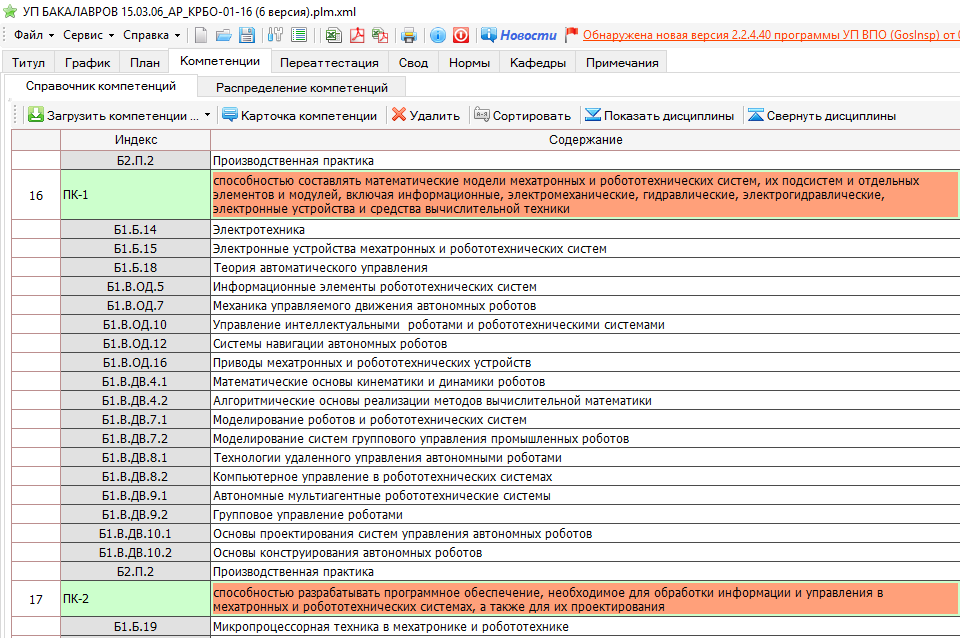 УП БАКАЛАВРОВ 15.03.06_АР_КРБО-01-16 (6 версия).plm.xml
Файл Сервис Справка Новости Обнаружена новая версия 2.2.4.40 программы УП ВПО (GosInsp) от
Титул График План Компетенции Переаттестация Свод Нормы Кафедры Примечания
Справочник компетенций Распределение компетенций
Загрузить компетенции ... Карточка компетенции Удалить Сортировать Показать дисциплины Свернуть дисциплины
Индекс Содержание
Б2.П.2 Производственная практика
16 ПК-1 способностью составлять математические модели мехатронных и робототехнических систем, их подсистем и отдельных
элементов и модулей, включая информационные, электромеханические, гидравлические, электрогидравлические,
электронные устройства и средства вычислительной техники
Б1.Б.14 Электротехника
Б1.Б.15 Электронные устройства мехатронных и робототехнических систем
Б1.Б.18 Теория автоматического управления
Б1.В.ОД.5 Информационные элементы робототехнических систем
Б1.В.ОД.7 Механика управляемого движения автономных роботов
Б1.В.ОД.10 Управление интеллектуальными роботами и робототехническими системами
Б1.В.ОД.12 Системы навигации автономных роботов
Б1.В.ОД.16 Приводы мехатронных и робототехнических устройств
Б1.В.ДВ.4.1 Математические основы кинематики и динамики роботов
Б1.В.ДВ.4.2 Алгоритмические основы реализации методов вычислительной математики
Б1.В.ДВ.7.1 Моделирование роботов и робототехнических систем
Б1.В.ДВ.7.2 Моделирование систем группового управления промышленных роботов
Б1.В.ДВ.8.1 Технологии удаленного управления автономными роботами
Б1.В.ДВ.8.2 Компьютерное управление в робототехнических системах
Б1.В.ДВ.9.1 Автономные мультиагентные робототехнические системы
Б1.В.ДВ.9.2 Групповое управление роботами
Б1.В.ДВ.10.1 Основы проектирования систем управления автономных роботов
Б1.В.ДВ.10.2 Основы конструирования автономных роботов
Б2.П.2 Производственная практика
17 ПК-2 способностью разрабатывать программное обеспечение, необходимое для обработки информации и управления в
мехатронных и робототехнических системах, а также для их проектирования
Б1.Б.19 Микропроцессорная техника в мехатронике и робототехнике